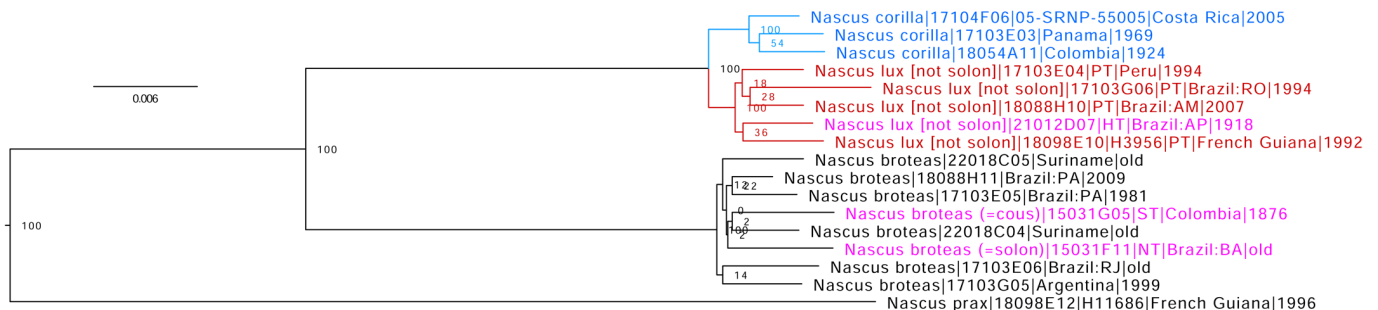 Nascus corilla|17104F06|05-SRNP-55005|Costa Rica|2005
100
Nascus corilla|17103E03|Panama|1969
54
Nascus corilla|18054A11|Colombia|1924
100
Nascus lux [not solon]|17103E04|PT|Peru|1994
18
Nascus lux [not solon]|17103G06|PT|Brazil:RO|1994
28
0.006
100
Nascus lux [not solon]|18088H10|PT|Brazil:AM|2007
Nascus lux [not solon]|21012D07|HT|Brazil:AP|1918
36
Nascus lux [not solon]|18098E10|H3956|PT|French Guiana|1992
100
Nascus broteas|22018C05|Suriname|old
Nascus broteas|18088H11|Brazil:PA|2009
12
22
Nascus broteas|17103E05|Brazil:PA|1981
0
Nascus broteas (=cous)|15031G05|ST|Colombia|1876
2
100
Nascus broteas|22018C04|Suriname|old
2
100
Nascus broteas (=solon)|15031F11|NT|Brazil:BA|old
Nascus broteas|17103E06|Brazil:RJ|old
14
Nascus broteas|17103G05|Argentina|1999
Nascus prax|18098E12|H11686|French Guiana|1996